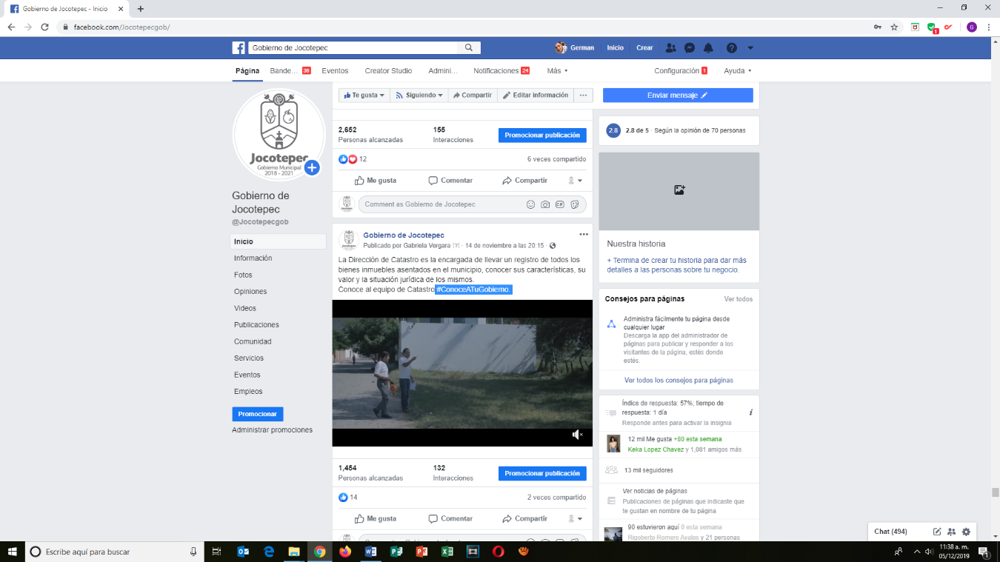 Gobierno de Jocotepec - Inicio
facebook.com/Jocotepecgob/
Gobierno de Jocotepec
German
Inicio
Crear
Página
Bande... 36
Eventos
Creator Studio
Admini...
Notificaciones 24
Más
Configuración 1
Ayuda
Jocotepec
Gobierno Municipal
2018 - 2021
Gobierno de
Jocotepec
@Jocotepecgob
Inicio
Información
Fotos
Opiniones
Videos
Publicaciones
Comunidad
Servicios
Eventos
Empleos
Promocionar
Administrar promociones
Te gusta
Siguiendo
Compartir
Editar información
Enviar mensaje
2,652
Personas alcanzadas
155
Interacciones
Promocionar publicación
12
6 veces compartido
Me gusta
Comentar
Compartir
Comment as Gobierno de Jocotepec
GIF
Gobierno de Jocotepec
Publicado por Gabriela Vergara [?] · 14 de noviembre a las 20:15 ·
La Dirección de Catastro es la encargada de llevar un registro de todos los
bienes inmuebles asentados en el municipio, conocer sus características, su
valor y la situación jurídica de los mismos.
Conoce al equipo de Catastro #ConoceATuGobierno.
1,454
Personas alcanzadas
132
Interacciones
Promocionar publicación
14
2 veces compartido
Me gusta
Comentar
Compartir
2.8
2.8 de 5 · Según la opinión de 70 personas
Nuestra historia
+ Termina de crear tu historia para dar más
detalles a las personas sobre tu negocio.
Consejos para páginas
Ver todos
Administra fácilmente tu página desde
cualquier lugar
Descarga la app del administrador de
páginas para publicar y responder a los
visitantes de la página, estés donde
estés.
Ver todos los consejos para páginas
Índice de respuesta: 57%; tiempo de
respuesta: 1 día
Responde antes para activar la insignia
12 mil Me gusta +80 esta semana
Keka Lopez Chavez y 1,081 amigos más
13 mil seguidores
Ver noticias de páginas
Publicaciones de páginas que indicaste que
te gustan en nombre de tu página
90 estuvieron aquí 0 esta semana
Rigoberto Romero Avalos y 21 personas
Chat (494)
Escribe aquí para buscar
11:38 a. m.
05/12/2019